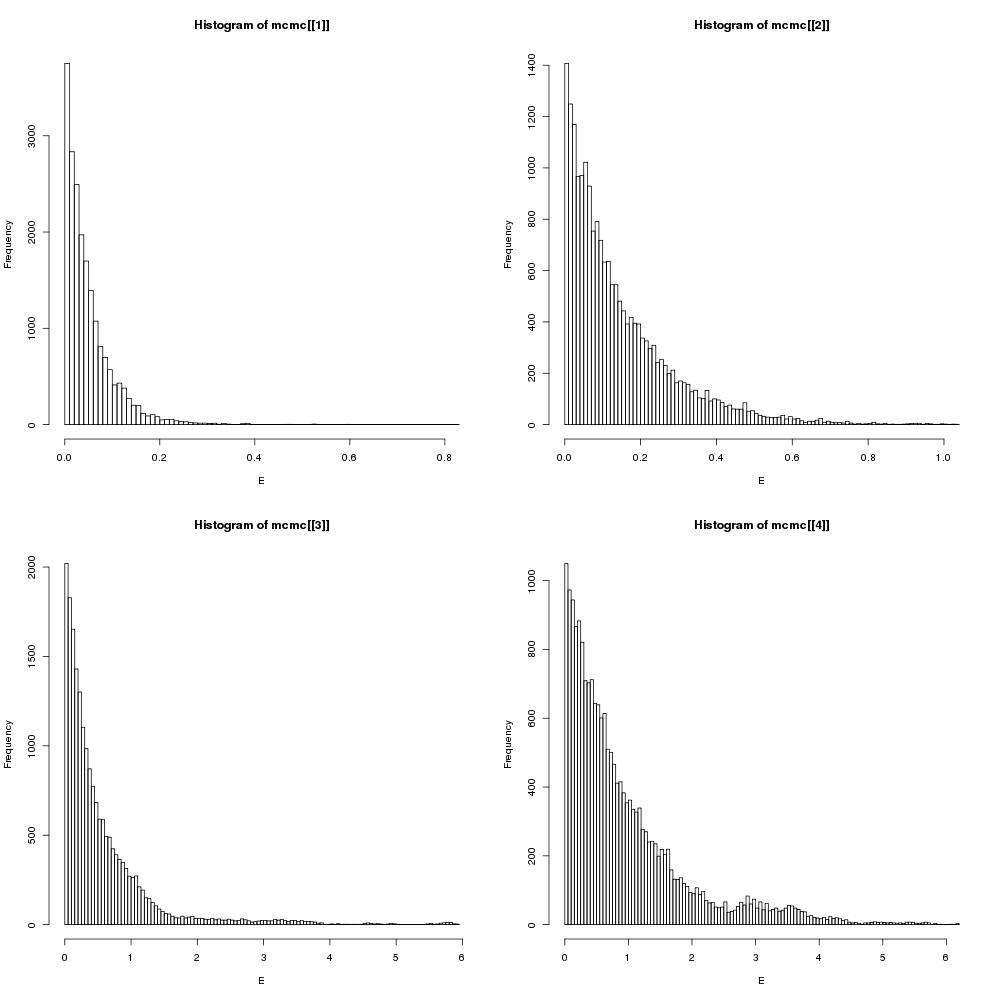 Histogram of mcmc[[1]]
Frequency
0 1000 2000 3000
0.0 0.2 0.4 0.6 0.8
E
Histogram of mcmc[[2]]
Frequency
0 200 400 600 800 1000 1200 1400
0.0 0.2 0.4 0.6 0.8 1.0
E
Histogram of mcmc[[3]]
Frequency
0 500 1000 1500 2000
0 1 2 3 4 5 6
E
Histogram of mcmc[[4]]
Frequency
0 200 400 600 800 1000
0 1 2 3 4 5 6
E